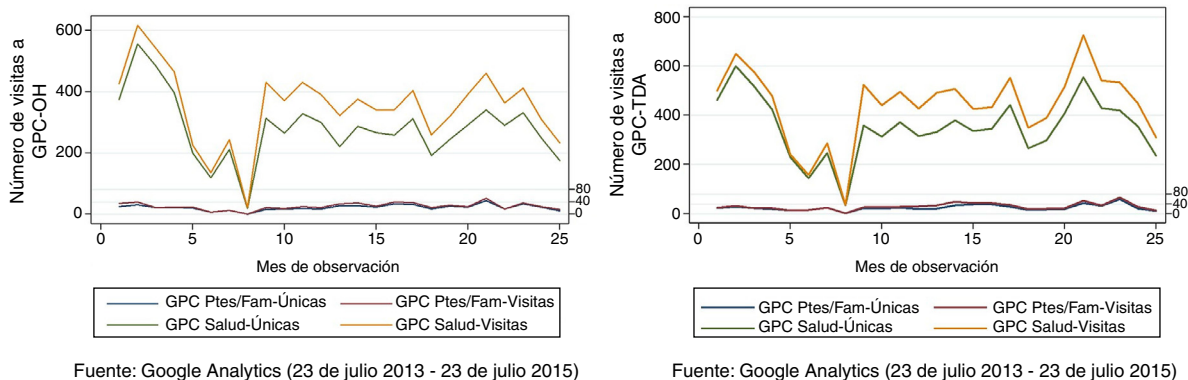 Número de visitas a
GPC-OH
600
400
200
0
80
40
0
0
5
10
15
20
25
Mes de observación
GPC Ptes/Fam-Únicas
GPC Ptes/Fam-Visitas
GPC Salud-Únicas
GPC Salud-Visitas
Fuente: Google Analytics (23 de julio 2013 - 23 de julio 2015)
Número de visitas a
GPC-TDA
800
600
400
200
0
80
40
0
0
5
10
15
20
25
Mes de observación
GPC Ptes/Fam-Únicas
GPC Ptes/Fam-Visitas
GPC Salud-Únicas
GPC Salud-Visitas
Fuente: Google Analytics (23 de julio 2013 - 23 de julio 2015)